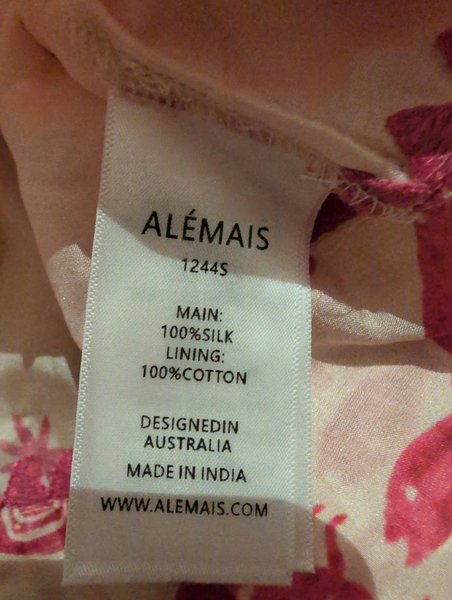 ALÉMAIS
1244S
MAIN:
100%SILK
LINING:
100%COTTON
DESIGNEDIN
AUSTRALIA
MADE IN INDIA
WWW.ALEMAIS.COM